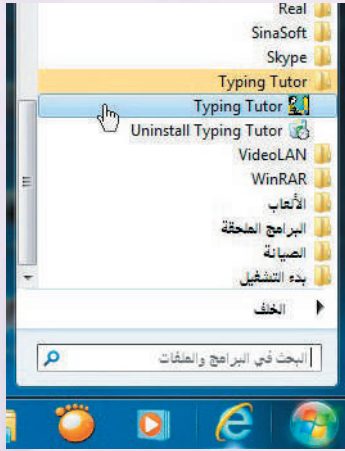 Real
SinaSoft
Skype
Typing Tutor
Typing Tutor
Uninstall Typing Tutor
VideoLAN
WinRAR
الألعاب
البرامج الملحقة
الصيانة
بدء التشغيل
الخلف
البحث في البرامج والملفات